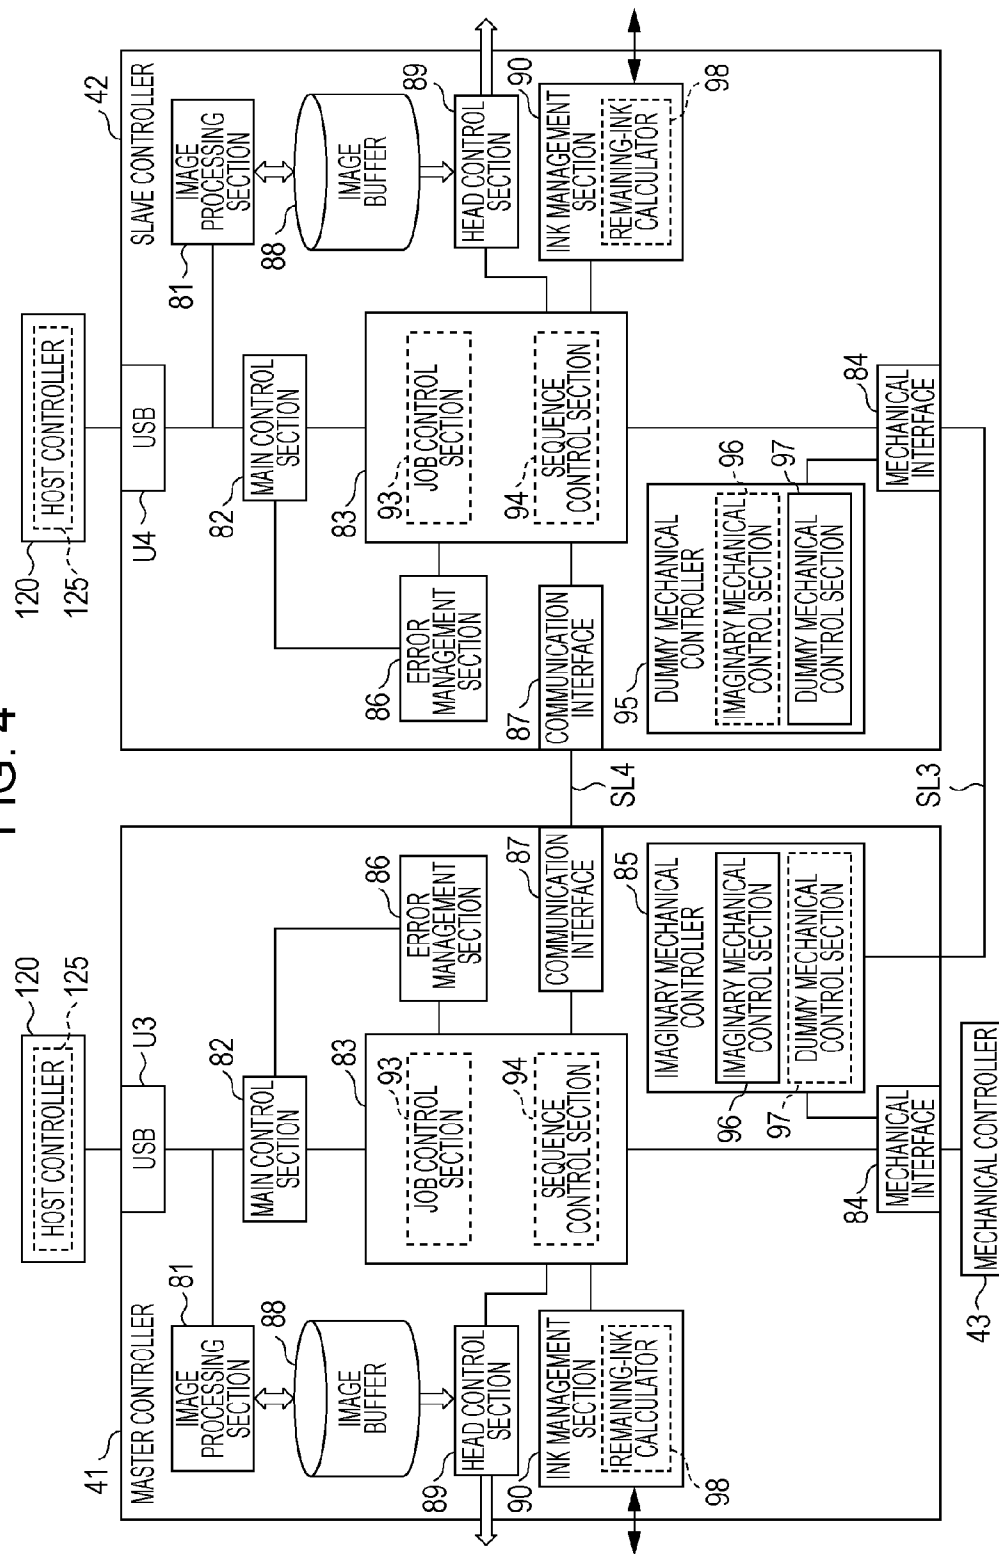 FIG. 4
120
HOST CONTROLLER
125
MASTER CONTROLLER
41
USB
U3
IMAGE
PROCESSING
SECTION
81
MAIN CONTROL
SECTION
82
IMAGE
BUFFER
88
83
JOB CONTROL
SECTION
93
SEQUENCE
CONTROL SECTION
94
ERROR
MANAGEMENT
SECTION
86
HEAD CONTROL
SECTION
89
INK MANAGEMENT
SECTION
90
REMAINING-INK
CALCULATOR
98
COMMUNICATION
INTERFACE
87
IMAGINARY MECHANICAL
CONTROLLER
85
IMAGINARY MECHANICAL
CONTROL SECTION
96
DUMMY MECHANICAL
CONTROL SECTION
97
MECHANICAL
INTERFACE
84
MECHANICAL CONTROLLER
43
SL4
SL3
120
HOST CONTROLLER
125
SLAVE CONTROLLER
42
USB
U4
IMAGE
PROCESSING
SECTION
81
MAIN CONTROL
SECTION
82
IMAGE
BUFFER
88
83
JOB CONTROL
SECTION
93
SEQUENCE
CONTROL SECTION
94
ERROR
MANAGEMENT
SECTION
86
HEAD CONTROL
SECTION
89
INK MANAGEMENT
SECTION
90
REMAINING-INK
CALCULATOR
98
COMMUNICATION
INTERFACE
87
DUMMY MECHANICAL
CONTROLLER
95
IMAGINARY MECHANICAL
CONTROL SECTION
96
DUMMY MECHANICAL
CONTROL SECTION
97
MECHANICAL
INTERFACE
84